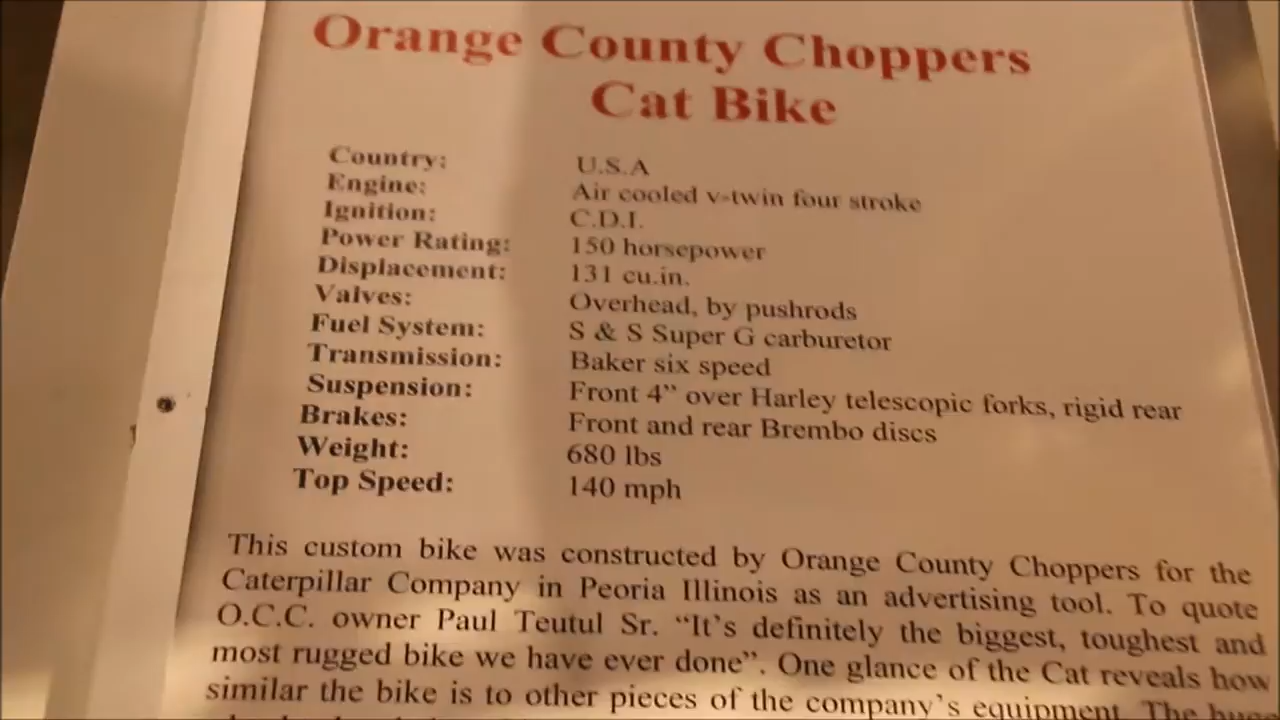 Orange County Choppers
Cat Bike
Country: U.S.A
Engine: Air cooled v-twin four stroke
Ignition: C.D.I.
Power Rating: 150 horsepower
Displacement: 131 cu.in.
Valves: Overhead, by pushrods
Fuel System: S & S Super G carburetor
Transmission: Baker six speed
Suspension: Front 4” over Harley telescopic forks, rigid rear
Brakes: Front and rear Brembo discs
Weight: 680 lbs
Top Speed: 140 mph
This custom bike was constructed by Orange County Choppers for the
Caterpillar Company in Peoria Illinois as an advertising tool. To quote
O.C.C. owner Paul Teutul Sr. “It’s definitely the biggest, toughest and
most rugged bike we have ever done”. One glance of the Cat reveals how
similar the bike is to other pieces of the company’s equipment. The huge